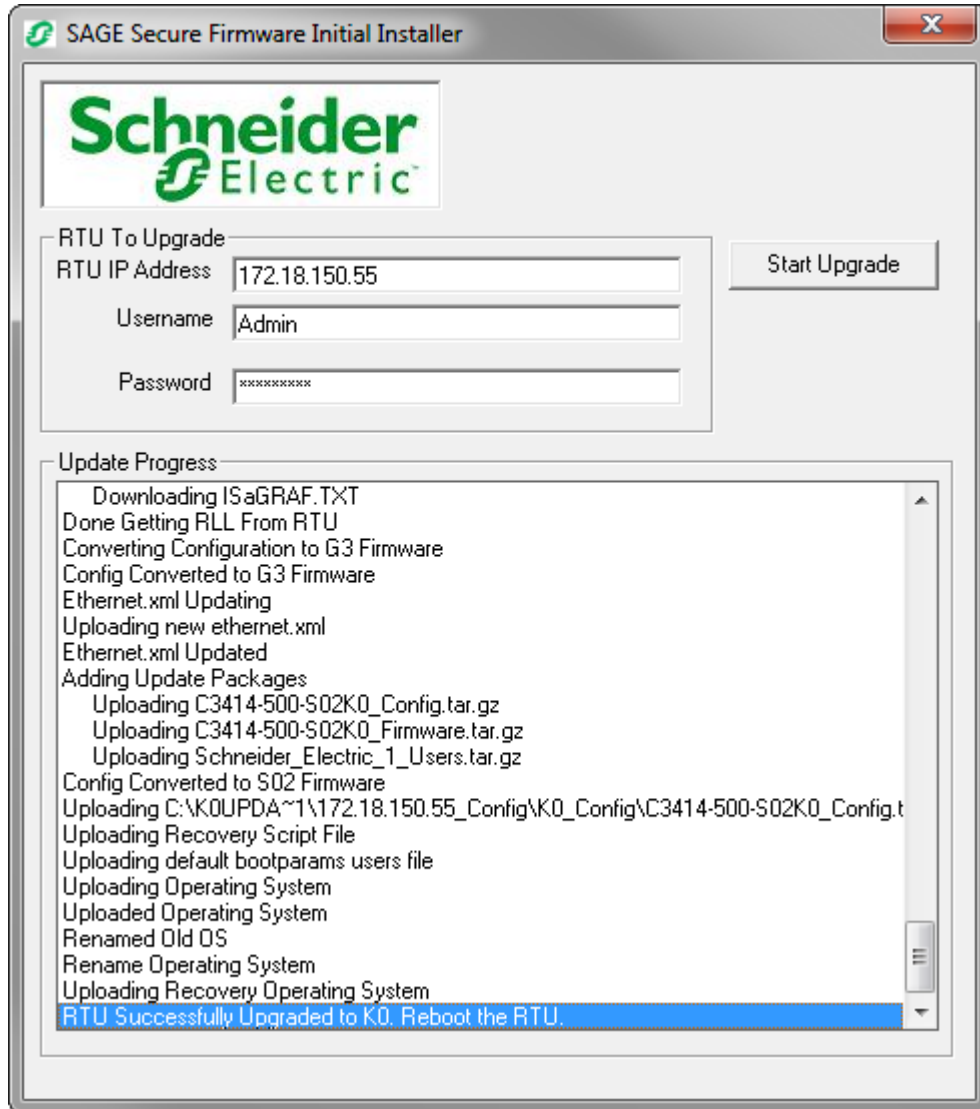 SAGE Secure Firmware Initial Installer
Schneider
Electric
RTU To Upgrade
RTU IP Address
172.18.150.55
Start Upgrade
Username
Admin
Password
*********
Update Progress
Downloading ISaGRAF.TXT
Done Getting RLL From RTU
Converting Configuration to G3 Firmware
Config Converted to G3 Firmware
Ethernet.xml Updating
Uploading new ethernet.xml
Ethernet.xml Updated
Adding Update Packages
Uploading C3414-500-S02K0_Config.tar.gz
Uploading C3414-500-S02K0_Firmware.tar.gz
Uploading Schneider_Electric_1_Users.tar.gz
Config Converted to S02 Firmware
Uploading C:\K0UPDA~1\172.18.150.55_Config\K0_Config\C3414-500-S02K0_Config.t
Uploading Recovery Script File
Uploading default bootparams users file
Uploading Operating System
Uploaded Operating System
Renamed Old OS
Rename Operating System
Uploading Recovery Operating System
RTU Successfully Upgraded to K0. Reboot the RTU.